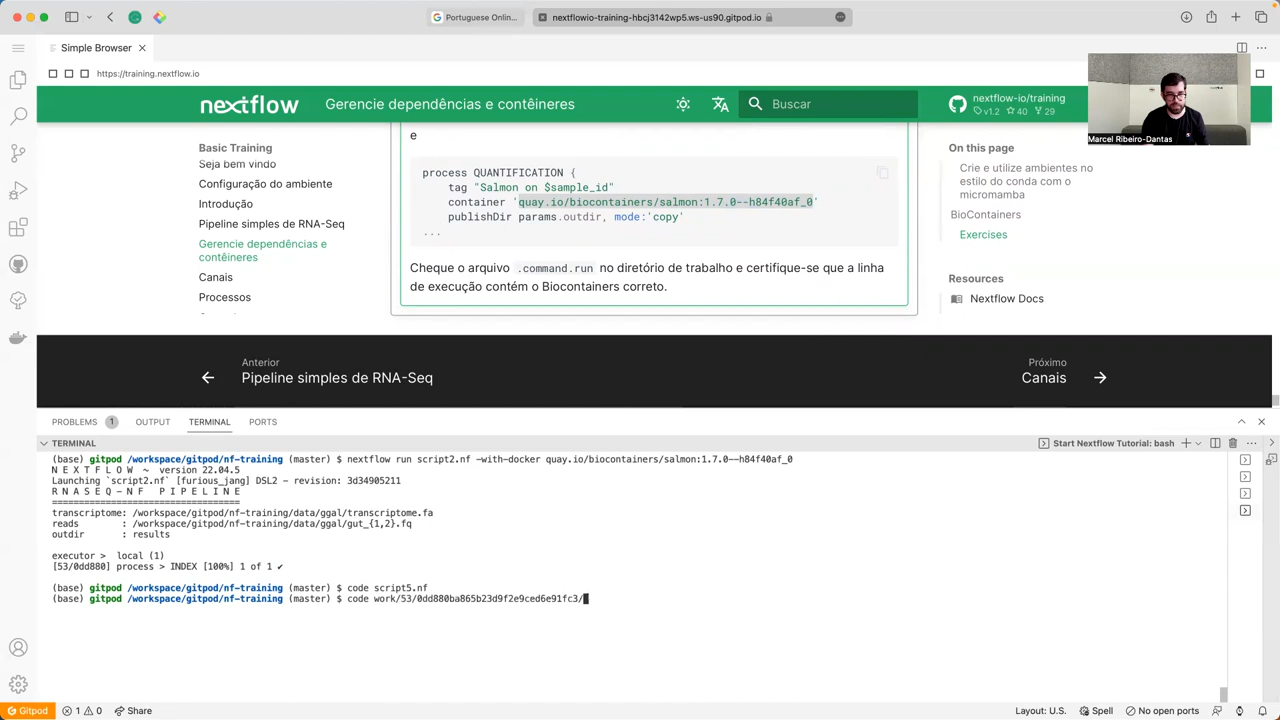 Portuguese Onlin...
nextflowio-training-hbcj3142wp5.ws-us90.gitpod.io
Simple Browser
https://training.nextflow.io
nextflow
Gerencie dependências e contêineres
Buscar
nextflow-io/training
v1.2 40 29
Marcel Ribeiro-Dantas
Basic Training
Seja bem vindo
Configuração do ambiente
Introdução
Pipeline simples de RNA-Seq
Gerencie dependências e
contêineres
Canais
Processos
e
process QUANTIFICATION {
tag "Salmon on $sample_id"
container 'quay.io/biocontainers/salmon:1.7.0--h84f40af_0'
publishDir params.outdir, mode:'copy'
...
Cheque o arquivo .command.run no diretório de trabalho e certifique-se que a linha
de execução contém o Biocontainers correto.
On this page
Crie e utilize ambientes no
estilo do conda com o
micromamba
BioContainers
Exercises
Resources
Nextflow Docs
Anterior
Pipeline simples de RNA-Seq
Próximo
Canais
PROBLEMS 1 OUTPUT TERMINAL PORTS
TERMINAL
Start Nextflow Tutorial: bash
(base) gitpod /workspace/gitpod/nf-training (master) $ nextflow run script2.nf -with-docker quay.io/biocontainers/salmon:1.7.0--h84f40af_0
N E X T F L O W ~ version 22.04.5
Launching `script2.nf` [furious_jang] DSL2 - revision: 3d34905211
R N A S E Q - N F   P I P E L I N E
===================================
transcriptome: /workspace/gitpod/nf-training/data/ggal/transcriptome.fa
reads : /workspace/gitpod/nf-training/data/ggal/gut_{1,2}.fq
outdir : results
executor > local (1)
[53/0dd880] process > INDEX [100%] 1 of 1 ✔
(base) gitpod /workspace/gitpod/nf-training (master) $ code script5.nf
(base) gitpod /workspace/gitpod/nf-training (master) $ code work/53/0dd880ba865b23d9f2e9ced6e91fc3/
Gitpod 1 0 Share
Layout: U.S. Spell No open ports